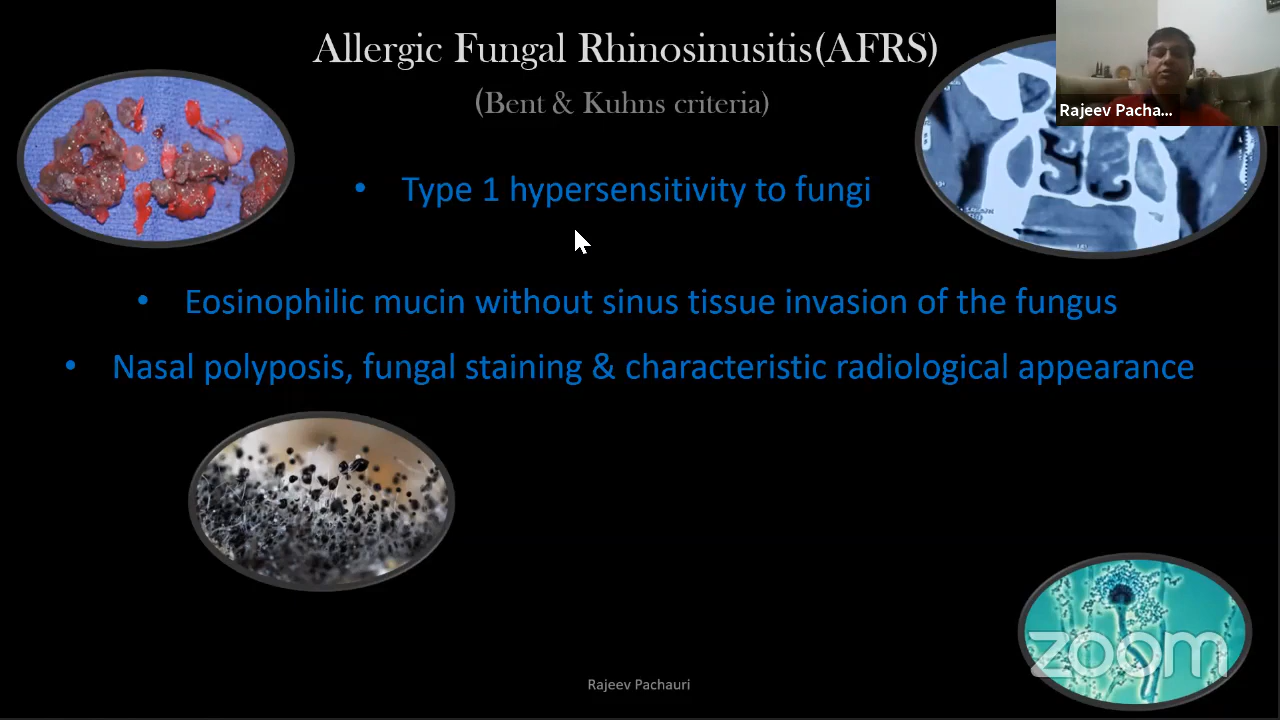 Allergic Fungal Rhinosinusitis(AFRS)
(Bent & Kuhns criteria)
Rajeev Pacha...
• Type 1 hypersensitivity to fungi
• Eosinophilic mucin without sinus tissue invasion of the fungus
• Nasal polyposis, fungal staining & characteristic radiological appearance
zoom
Rajeev Pachauri